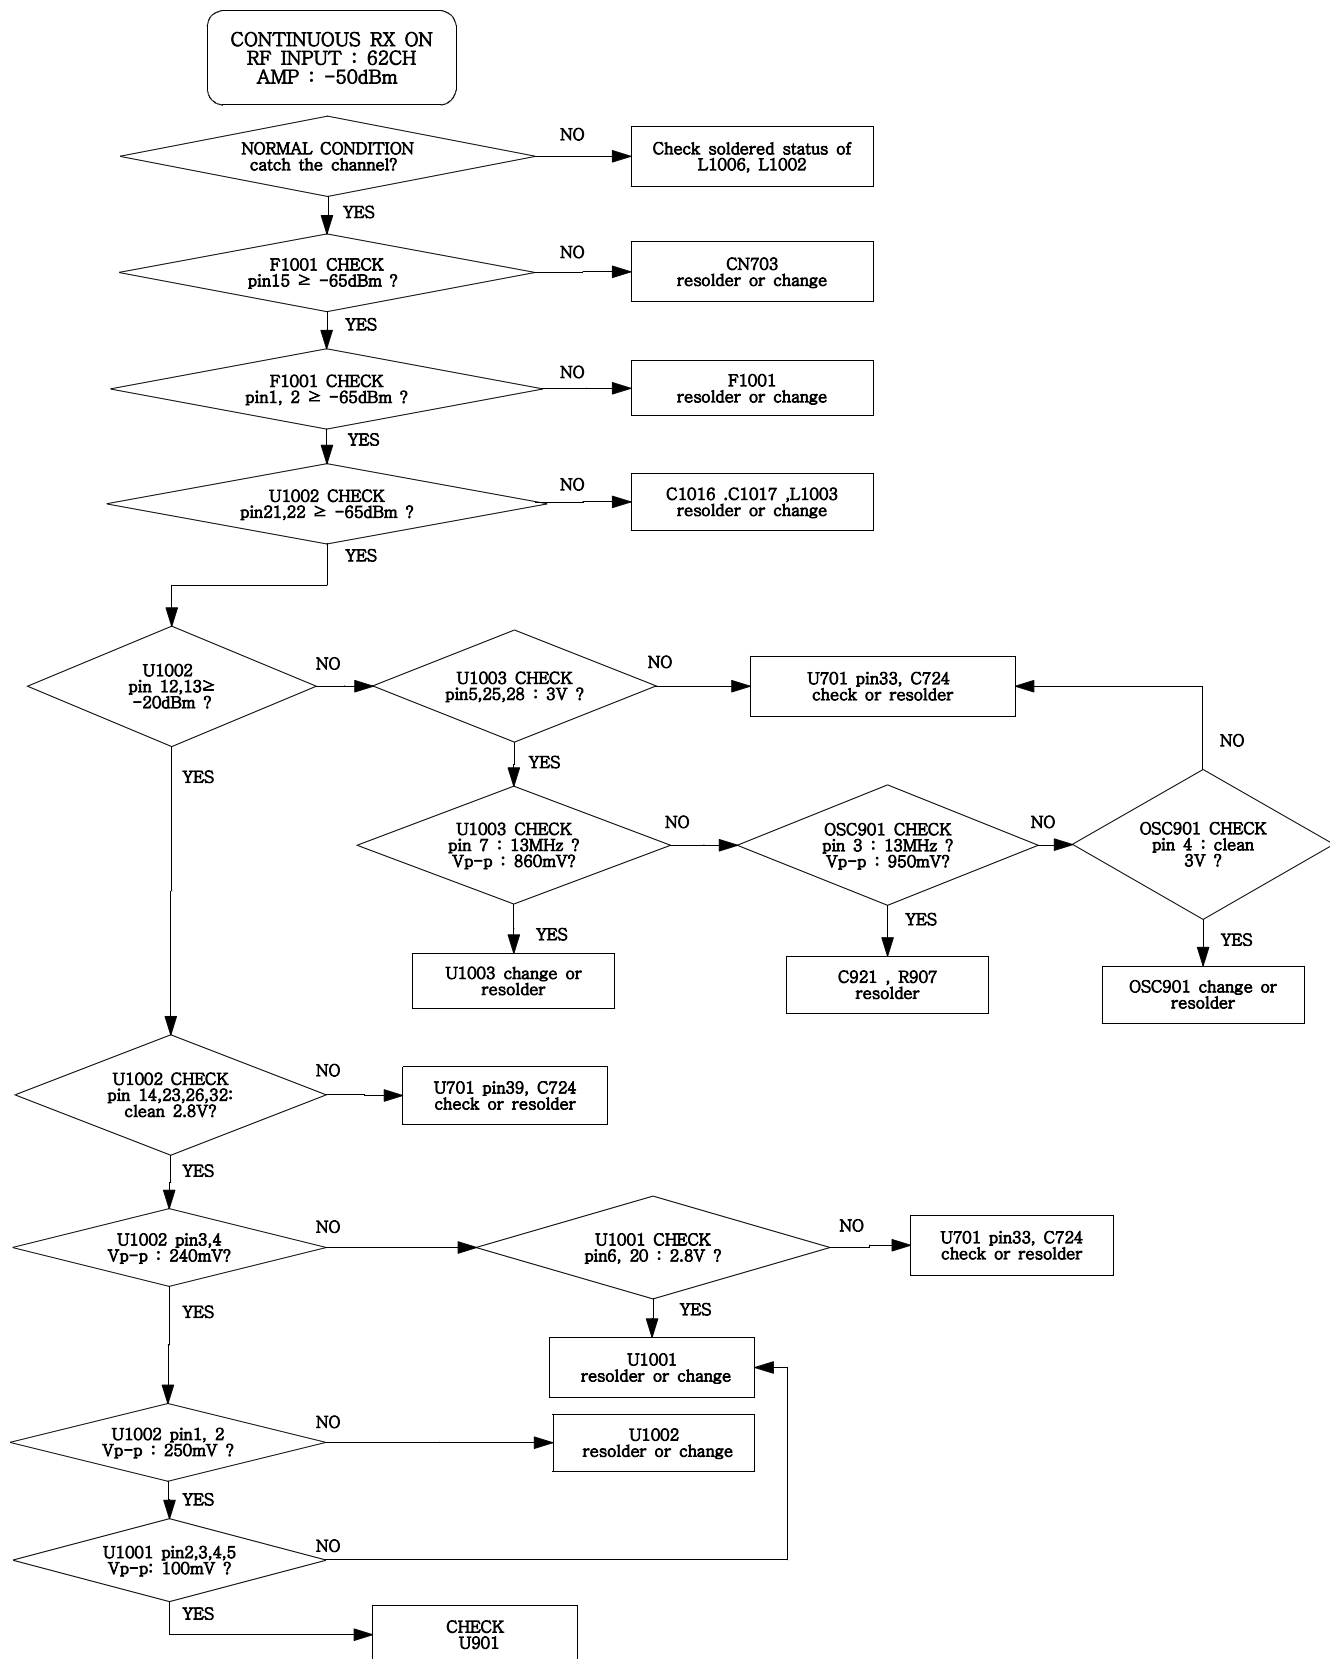 CONTINUOUS RX ON
RF INPUT : 62CH
AMP : -50dBm
NORMAL CONDITION
catch the channel?
NO
Check soldered status of
L1006, L1002
YES
F1001 CHECK
pin15 ≥ -65dBm ?
NO
CN703
resolder or change
YES
F1001 CHECK
pin1, 2 ≥ -65dBm ?
NO
F1001
resolder or change
YES
U1002 CHECK
pin21,22 ≥ -65dBm ?
NO
C1016 .C1017 ,L1003
resolder or change
YES
U1002
pin 12,13≥
-20dBm ?
NO
U1003 CHECK
pin5,25,28 : 3V ?
NO
U701 pin33, C724
check or resolder
NO
YES
YES
U1003 CHECK
pin 7 : 13MHz ?
Vp-p : 860mV?
NO
OSC901 CHECK
pin 3 : 13MHz ?
Vp-p : 950mV?
NO
OSC901 CHECK
pin 4 : clean
3V ?
YES
U1003 change or
resolder
YES
C921 , R907
resolder
YES
OSC901 change or
resolder
U1002 CHECK
pin 14,23,26,32:
clean 2.8V?
NO
U701 pin39, C724
check or resolder
YES
U1002 pin3,4
Vp-p : 240mV?
NO
U1001 CHECK
pin6, 20 : 2.8V ?
NO
U701 pin33, C724
check or resolder
YES
YES
U1001
resolder or change
U1002 pin1, 2
Vp-p : 250mV ?
NO
U1002
resolder or change
YES
U1001 pin2,3,4,5
Vp-p: 100mV ?
NO
YES
CHECK
U901